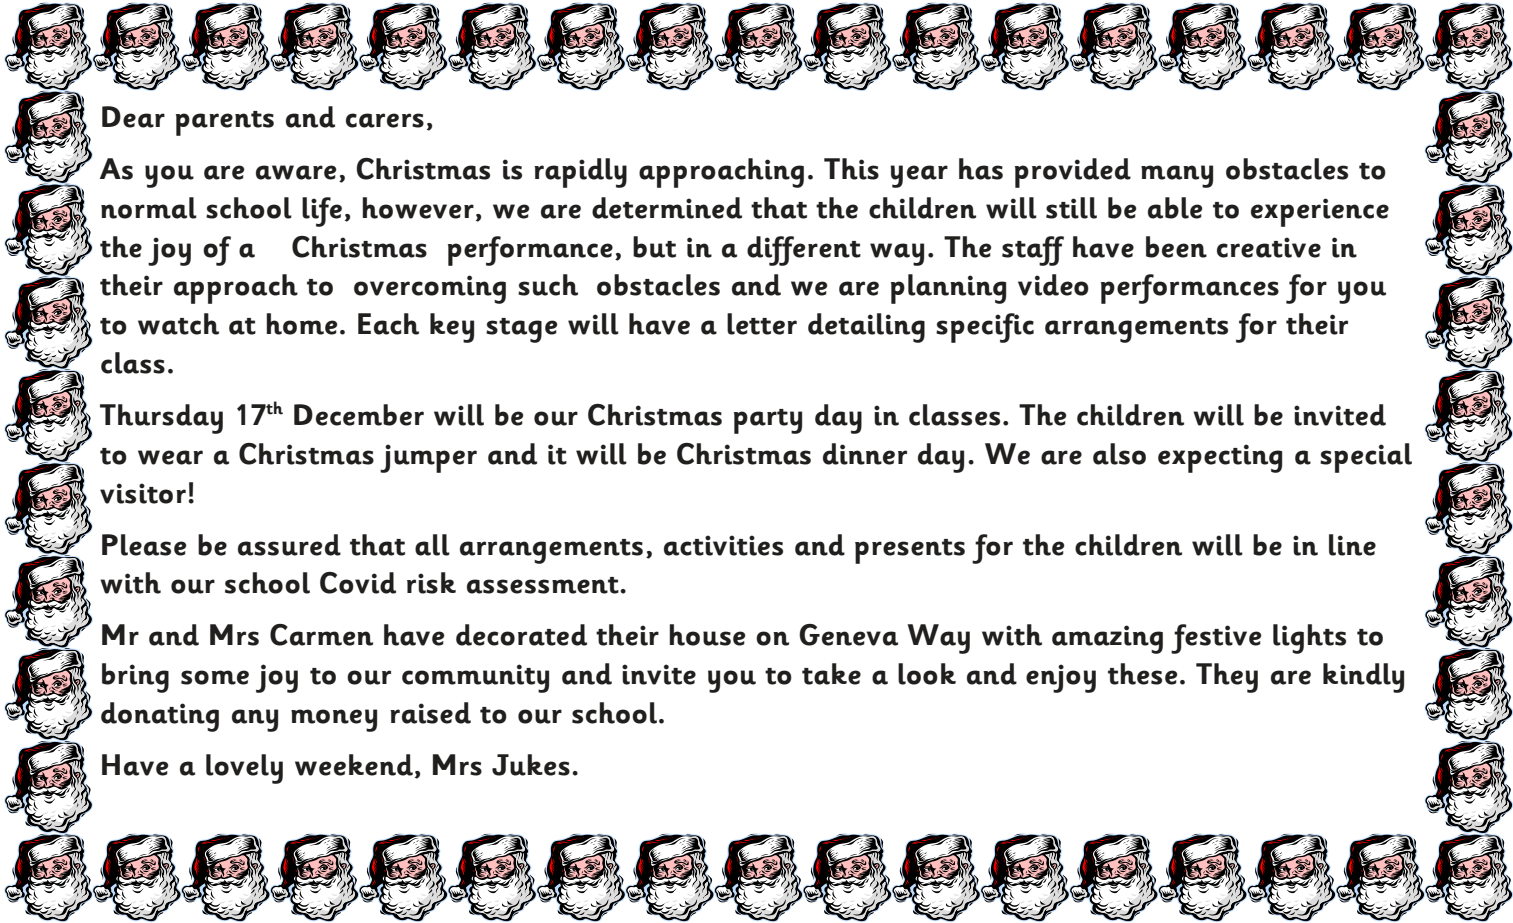 Dear parents and carers,
As you are aware, Christmas is rapidly approaching. This year has provided many obstacles to
normal school life, however, we are determined that the children will still be able to experience
the joy of a Christmas performance, but in a different way. The staff have been creative in
their approach to overcoming such obstacles and we are planning video performances for you
to watch at home. Each key stage will have a letter detailing specific arrangements for their
class.
Thursday 17th December will be our Christmas party day in classes. The children will be invited
to wear a Christmas jumper and it will be Christmas dinner day. We are also expecting a special
visitor!
Please be assured that all arrangements, activities and presents for the children will be in line
with our school Covid risk assessment.
Mr and Mrs Carmen have decorated their house on Geneva Way with amazing festive lights to
bring some joy to our community and invite you to take a look and enjoy these. They are kindly
donating any money raised to our school.
Have a lovely weekend, Mrs Jukes.